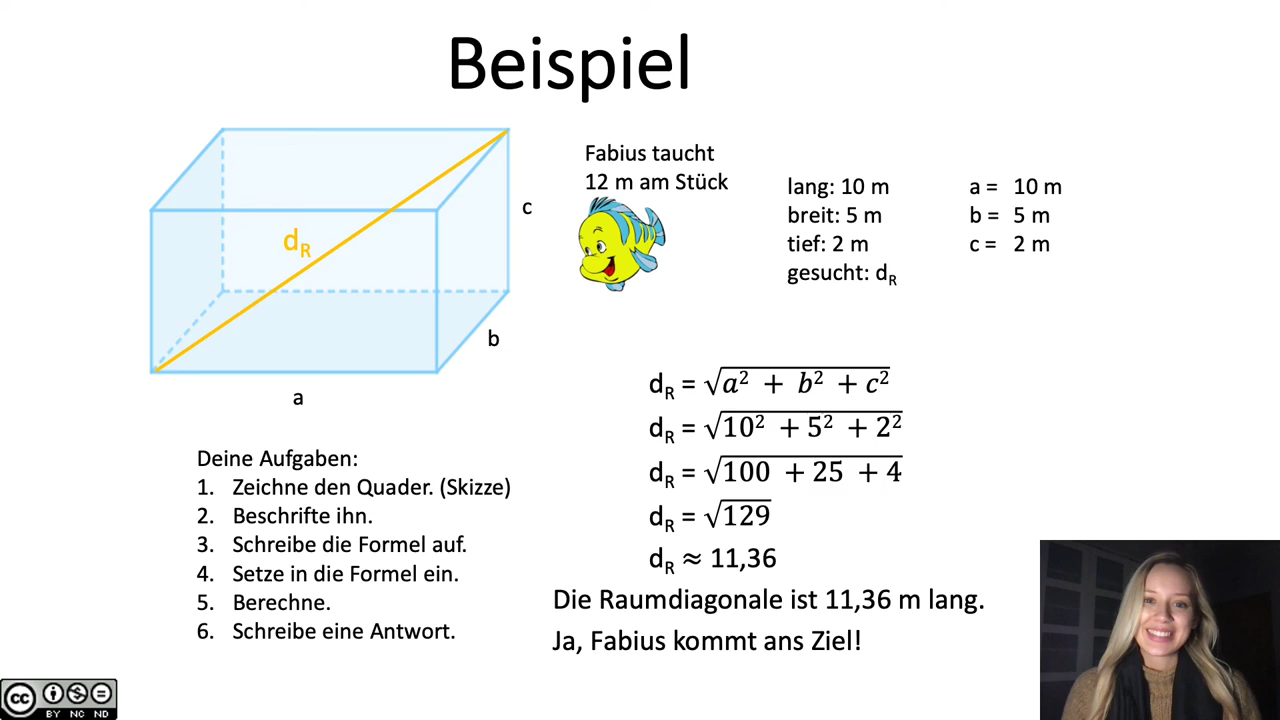 Beispiel
Fabius taucht
12 m am Stück
lang: 10 m
breit: 5 m
tief: 2 m
gesucht: dR
a = 10 m
b = 5 m
c = 2 m
dR
c
b
a
dR = √a² + b² + c²
dR = √10² + 5² + 2²
dR = √100 + 25 + 4
dR = √129
dR ≈ 11,36
Die Raumdiagonale ist 11,36 m lang.
Ja, Fabius kommt ans Ziel!
Deine Aufgaben:
1. Zeichne den Quader. (Skizze)
2. Beschrifte ihn.
3. Schreibe die Formel auf.
4. Setze in die Formel ein.
5. Berechne.
6. Schreibe eine Antwort.
cc
BY NC ND